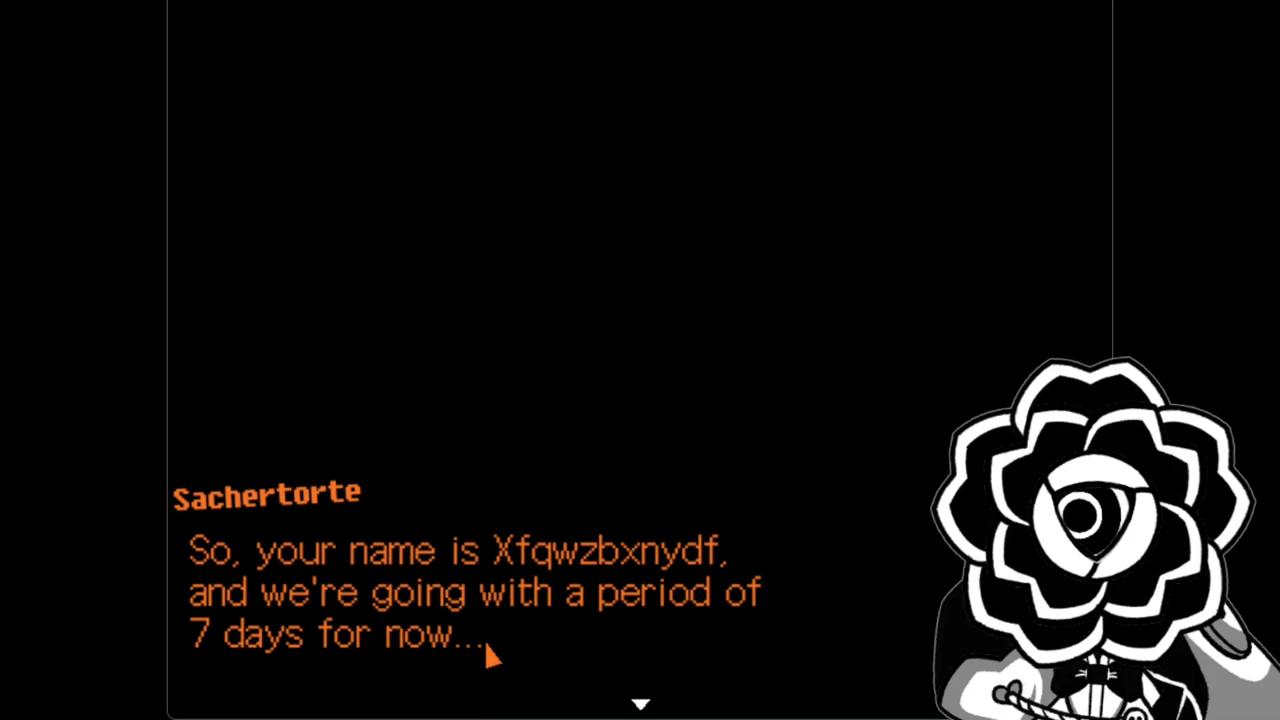 Sachertorte
So, your name is Xfqwzbxnydf,
and we're going with a period of
7 days for now...